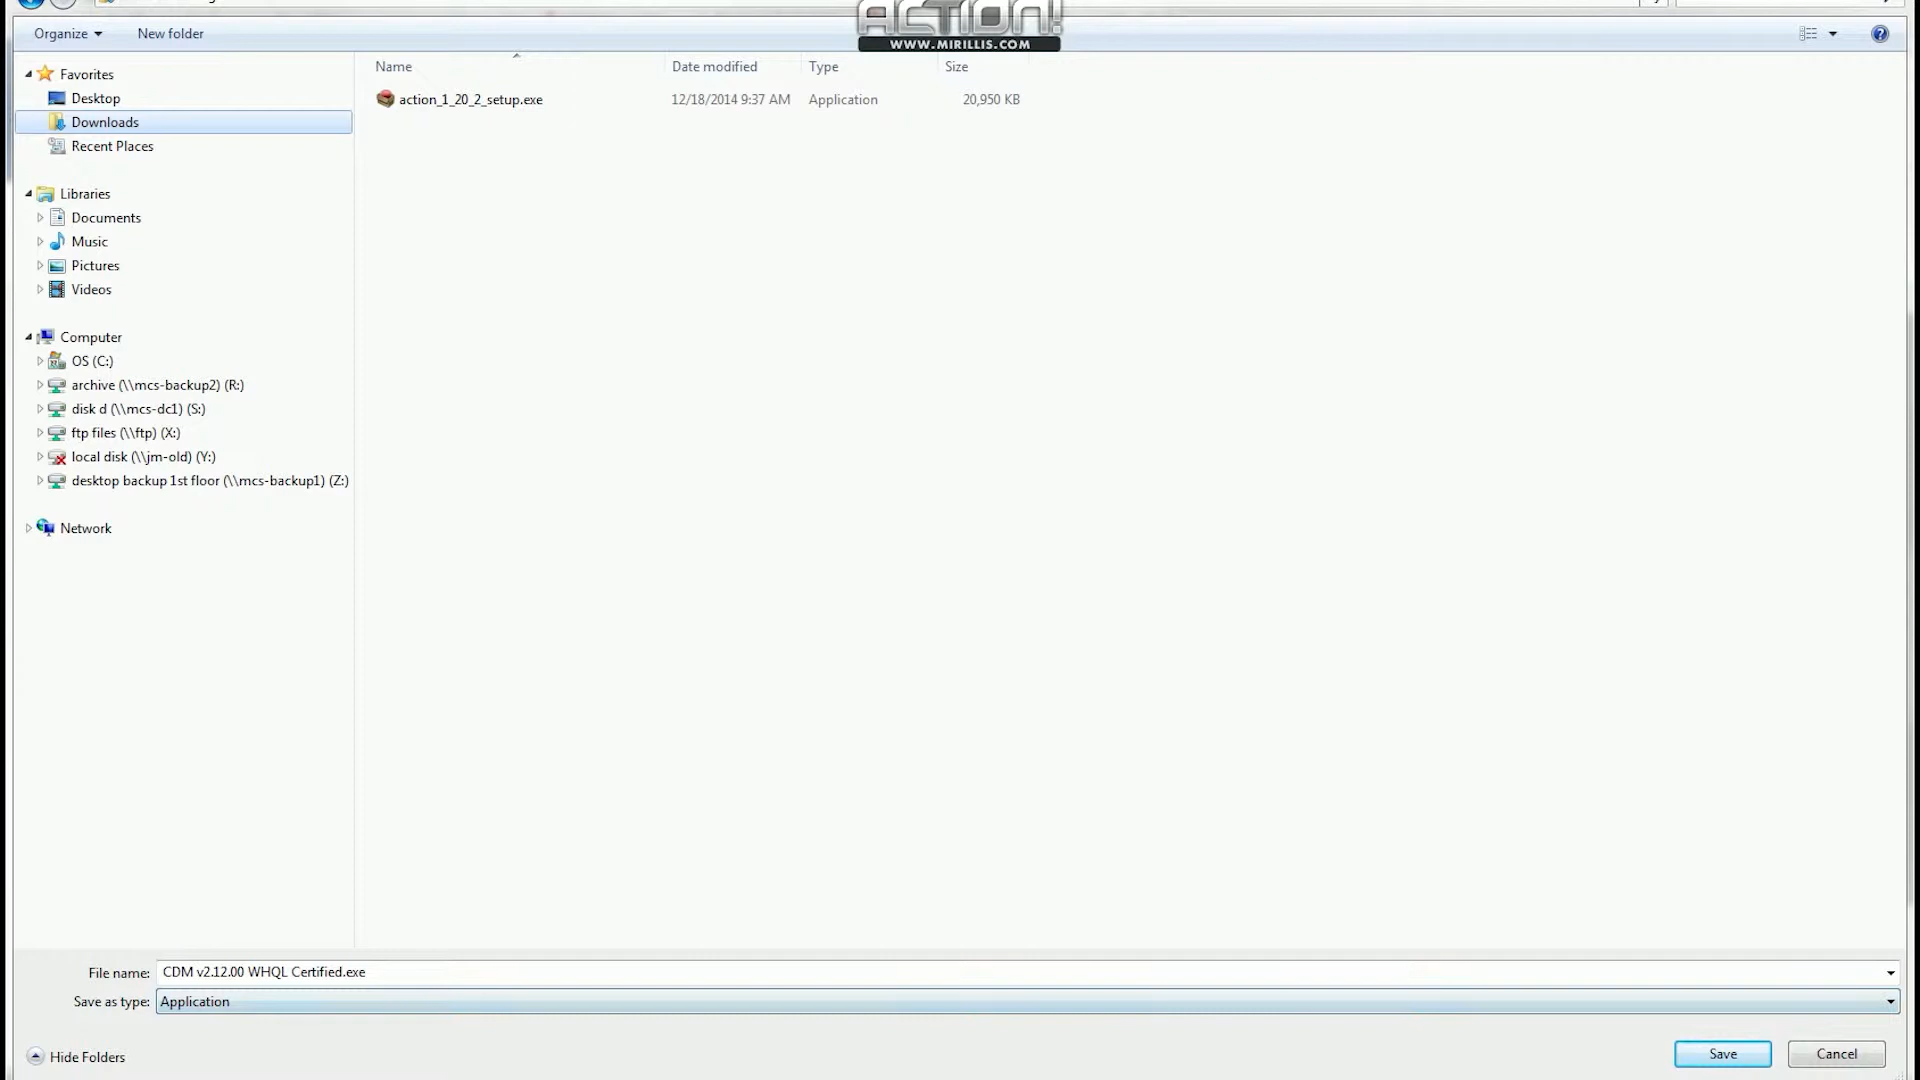 ACTION!
WWW.MIRILLIS.COM
Organize
New folder
Name Date modified Type Size
action_1_20_2_setup.exe 12/18/2014 9:37 AM Application 20,950 KB
Favorites
Desktop
Downloads
Recent Places
Libraries
Documents
Music
Pictures
Videos
Computer
OS (C:)
archive (\\mcs-backup2) (R:)
disk d (\\mcs-dc1) (S:)
ftp files (\\ftp) (X:)
local disk (\\jm-old) (Y:)
desktop backup 1st floor (\\mcs-backup1) (Z:)
Network
File name: CDM v2.12.00 WHQL Certified.exe
Save as type: Application
Hide Folders
Save
Cancel